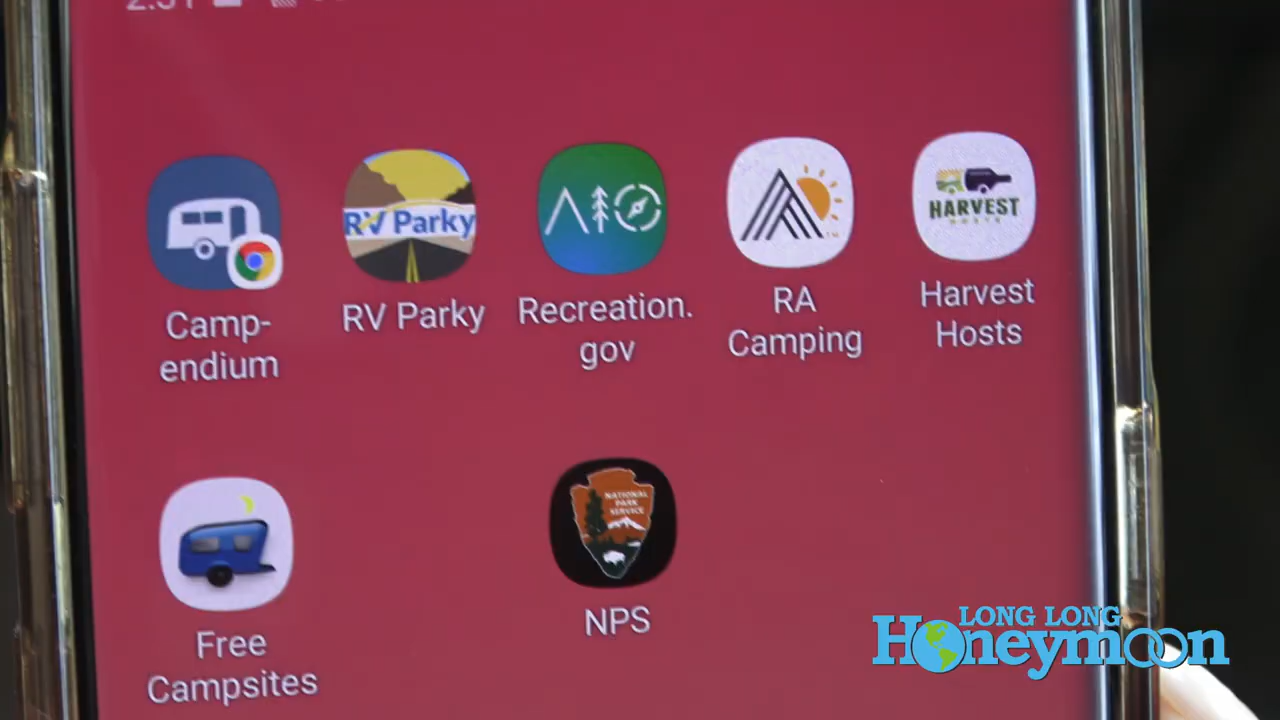 RV Parky
HARVEST
HOSTS
Camp-
endium
RV Parky
Recreation.
gov
RA
Camping
Harvest
Hosts
NATIONAL
PARK
SERVICE
Free
Campsites
NPS
LONG LONG
Honeymoon